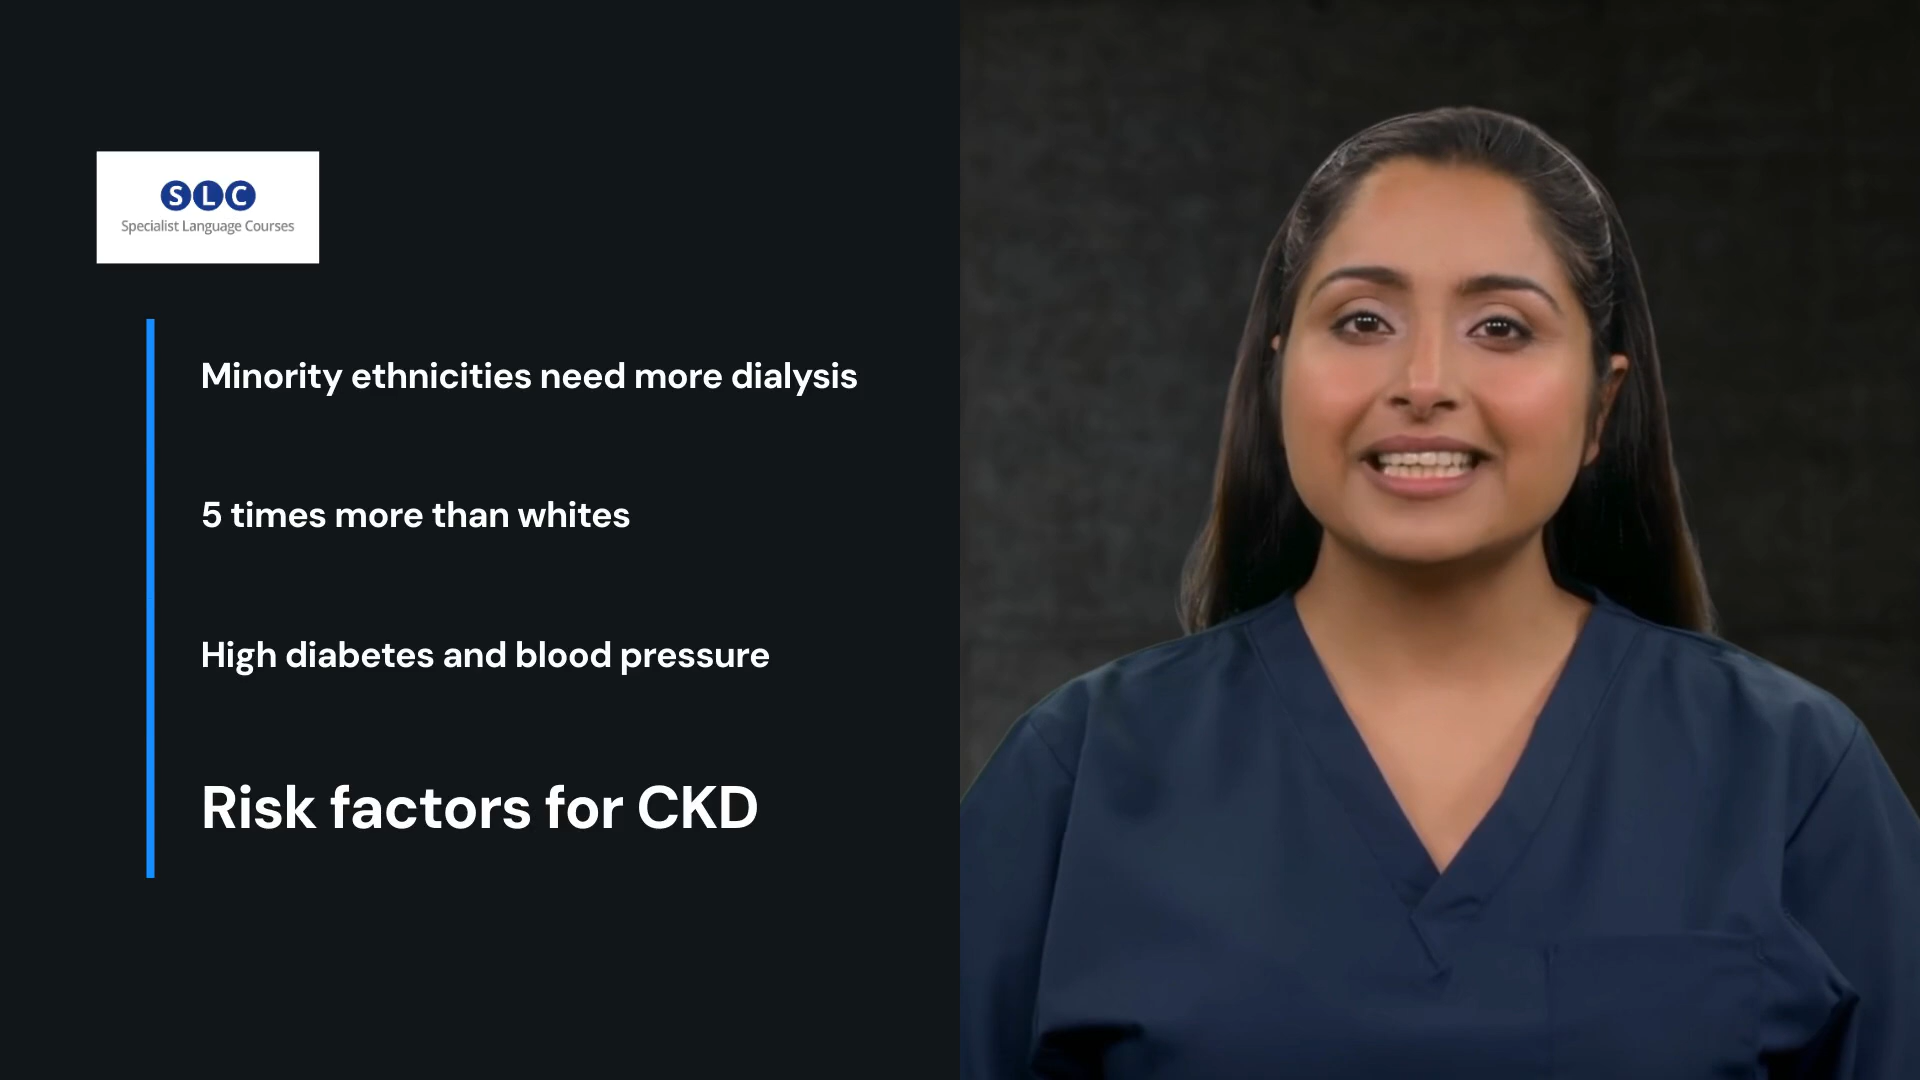 SLC
Specialist Language Courses
Minority ethnicities need more dialysis
5 times more than whites
High diabetes and blood pressure
Risk factors for CKD